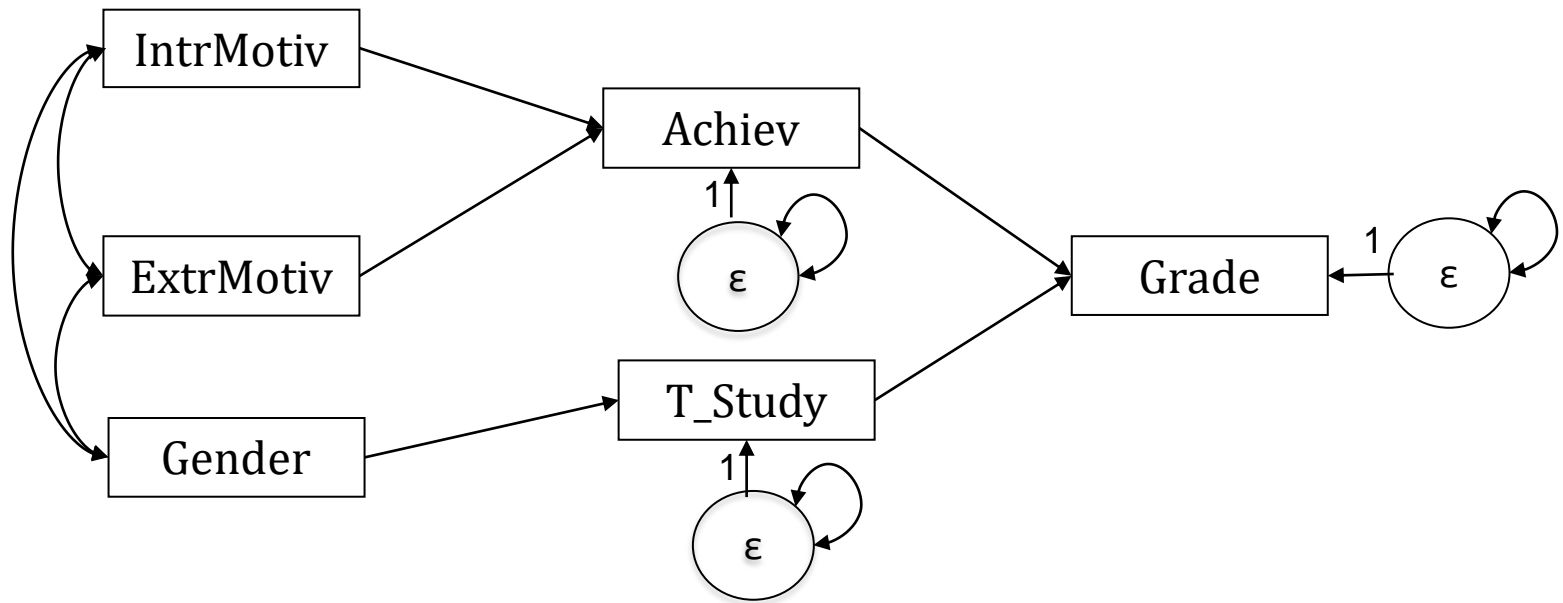 IntrMotiv
Achiev
1
ε
ExtrMotiv
Grade
1
ε
T_Study
Gender
1
ε